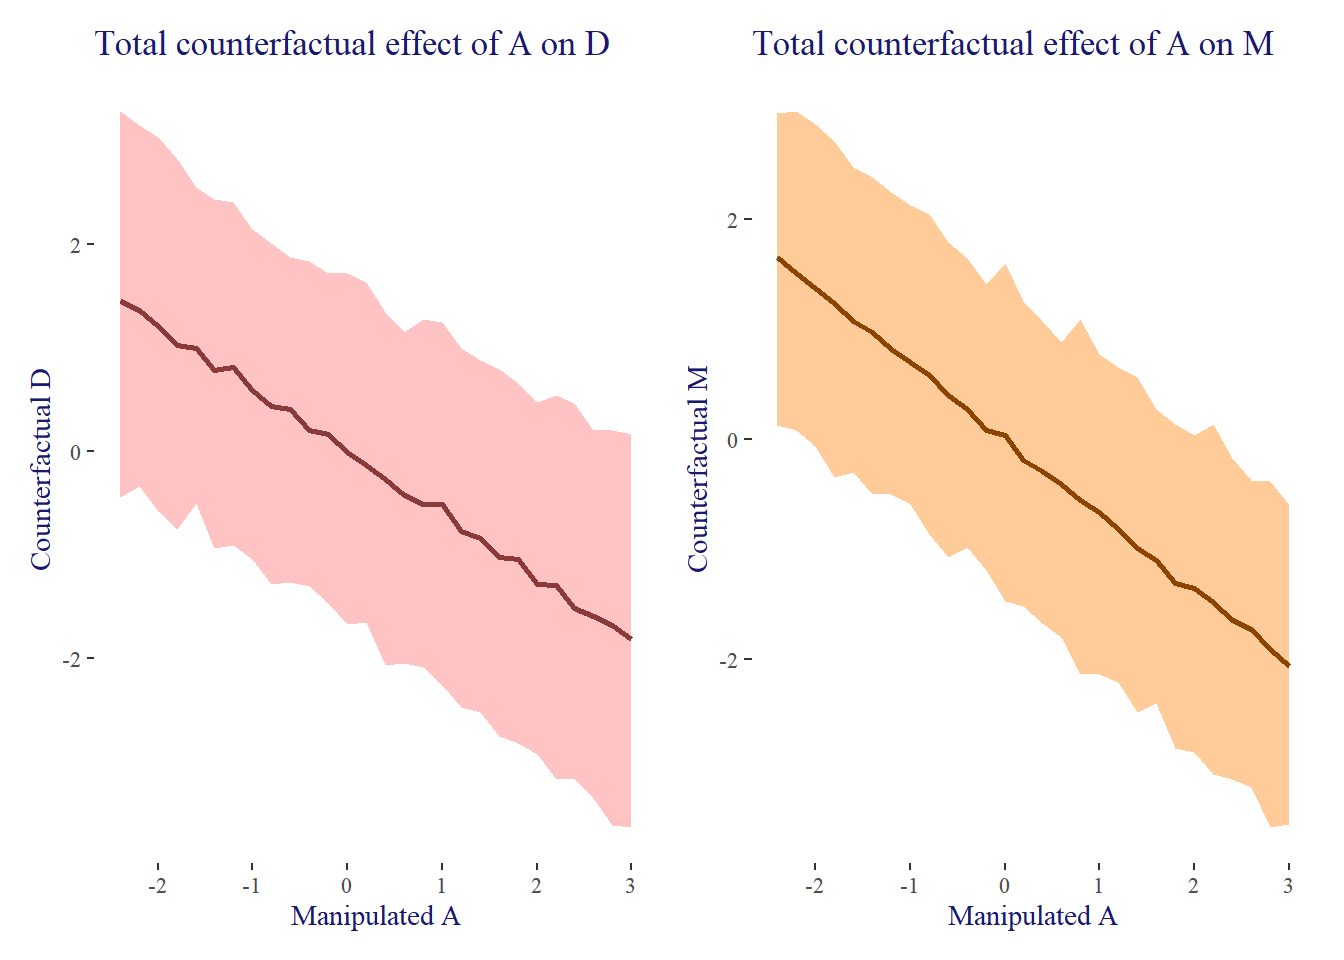 Total counterfactual effect of A on D
Counterfactual D
2
0
-2
-2 -1 0 1 2 3
Manipulated A
Total counterfactual effect of A on M
Counterfactual M
2
0
-2
-2 -1 0 1 2 3
Manipulated A